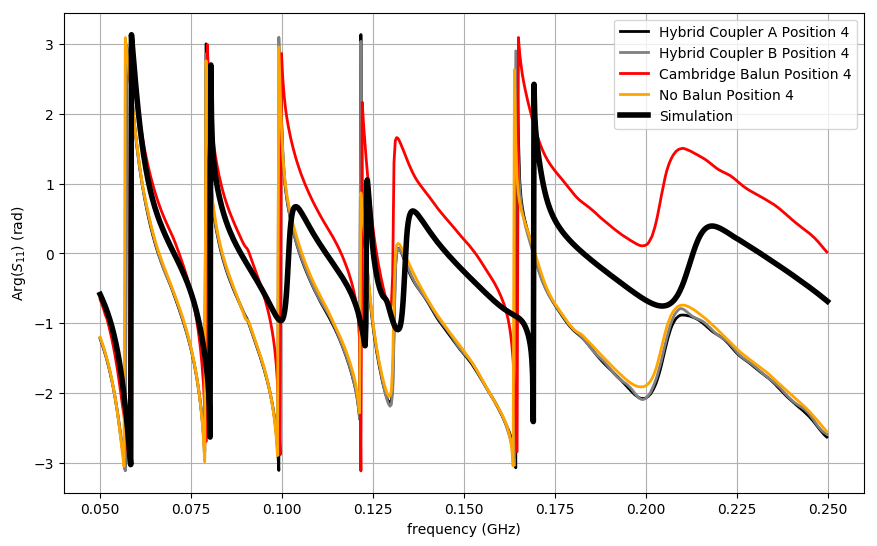 Hybrid Coupler A Position 4
Hybrid Coupler B Position 4
Cambridge Balun Position 4
No Balun Position 4
Simulation
Arg(S₁₁) (rad)
3
2
1
0
−1
−2
−3
0.050 0.075 0.100 0.125 0.150 0.175 0.200 0.225 0.250
frequency (GHz)